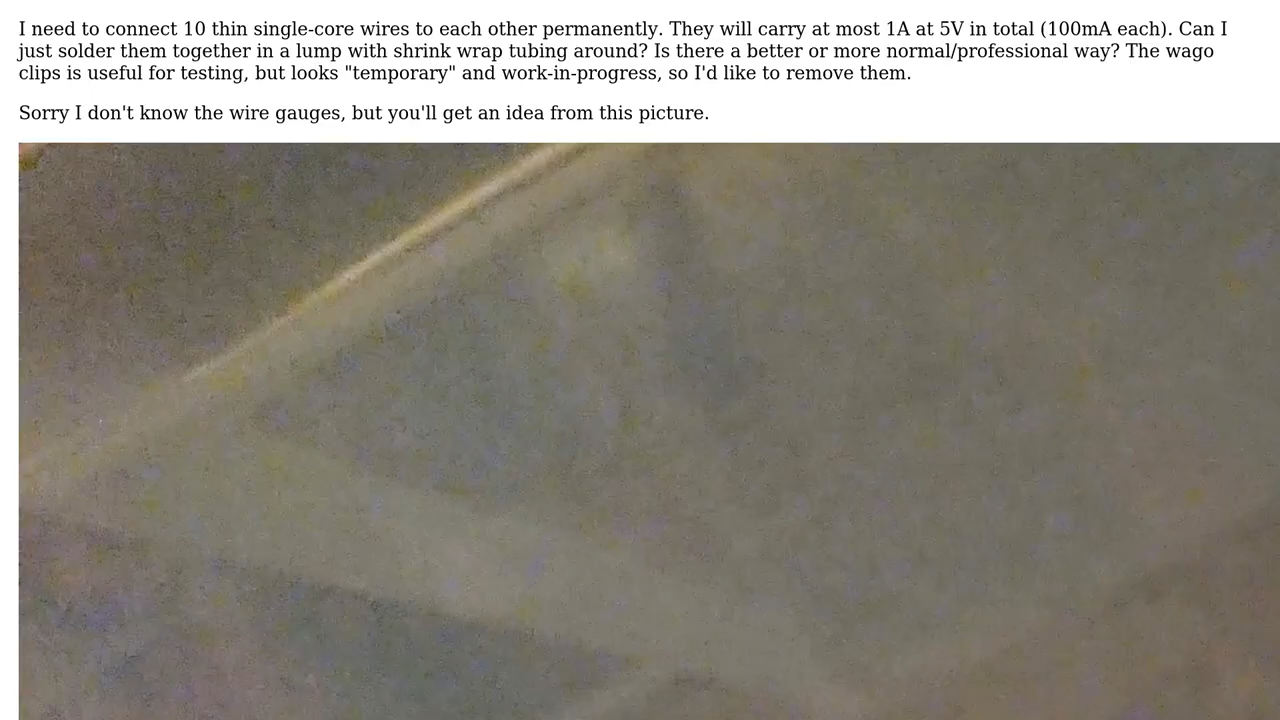 I need to connect 10 thin single-core wires to each other permanently. They will carry at most 1A at 5V in total (100mA each). Can I
just solder them together in a lump with shrink wrap tubing around? Is there a better or more normal/professional way? The wago
clips is useful for testing, but looks "temporary" and work-in-progress, so I'd like to remove them.
Sorry I don't know the wire gauges, but you'll get an idea from this picture.